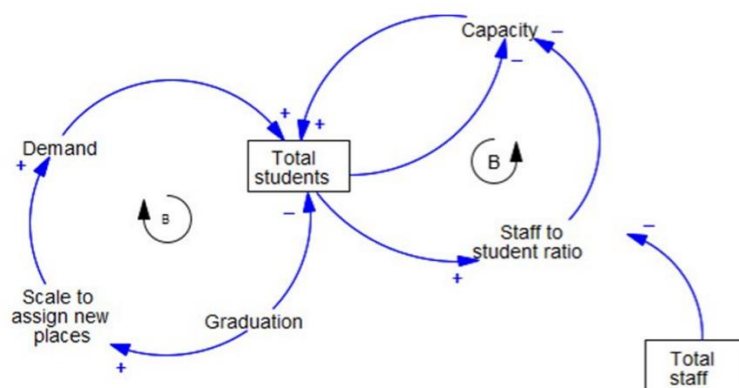 Capacity
Demand
Total
students
B
B
Staff to
student ratio
Scale to
assign new
places
Graduation
Total
staff